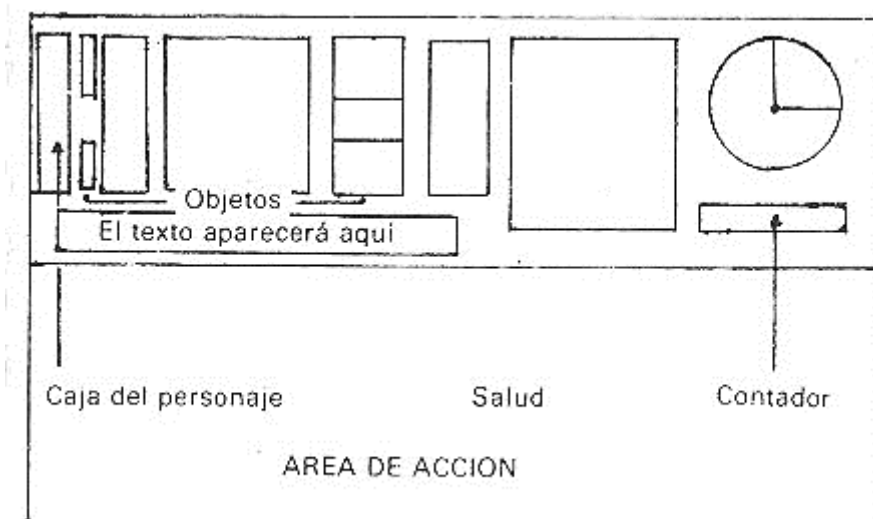 Objetos
El texto aparecerá aquí
Caja del personaje
Salud
Contador
AREA DE ACCION